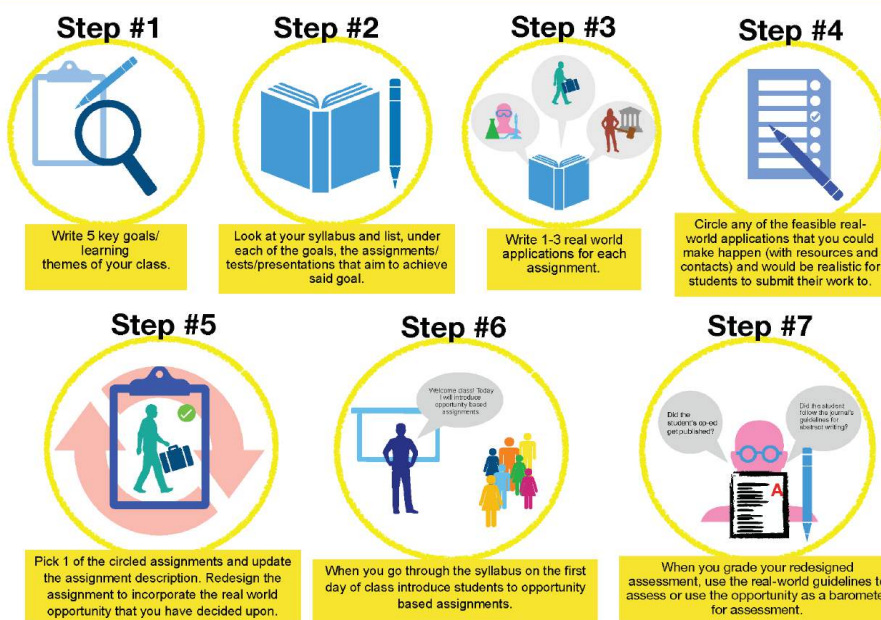 Step #1
Step #2
Step #3
Step #4
Write 5 key goals/
learning
themes of your class.
Look at your syllabus and list, under
each of the goals, the assignments/
tests/presentations that aim to achieve
said goal.
Write 1-3 real world
applications for each
assignment.
Circle any of the feasible real-
world applications that you could
make happen (with resources and
contacts) and would be realistic for
students to submit their work to.
Step #5
Step #6
Step #7
Pick 1 of the circled assignments and update
the assignment description. Redesign the
assignment to incorporate the real world
opportunity that you have decided upon.
Welcome class! Today
I will introduce
opportunity based
assignments
When you go through the syllabus on the first
day of class introduce students to opportunity
based assignments.
Did the
student's op-ed
get published?
Did the student
follow the journal's
guidelines for
abstract writing?
A
When you grade your redesigned
assessment, use the real-world guidelines to
assess or use the opportunity as a barometer
for assessment.